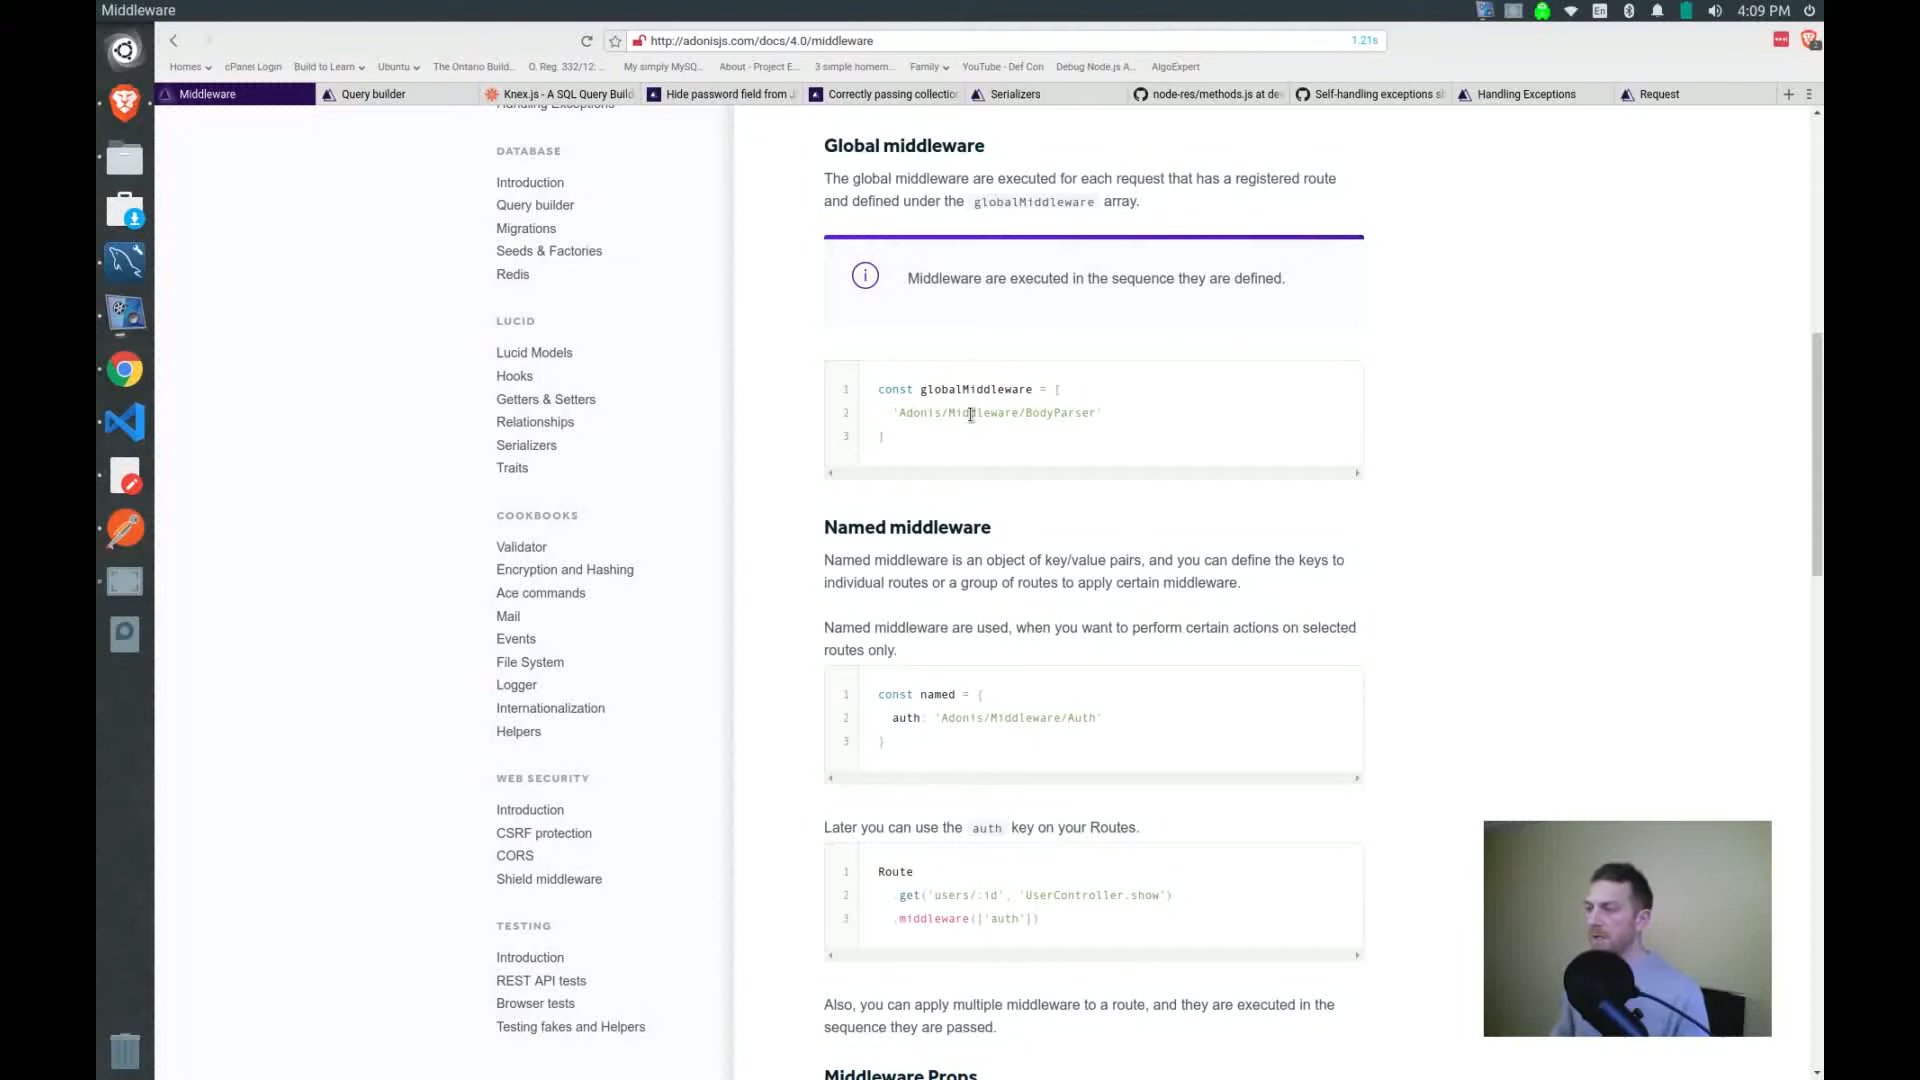 Middleware
En
4:09 PM
http://adonisjs.com/docs/4.0/middleware
1.21s
2
Homes
cPanel Login
Build to Learn
Ubuntu
The Ontario Build...
O. Reg. 332/12: ...
My simply MySQ...
About - Project E...
3 simple homem...
Family
YouTube - Def Con
Debug Node.js A...
AlgoExpert
Middleware
Query builder
Knex.js - A SQL Query Build
Hide password field from J
Correctly passing collectio
Serializers
node-res/methods.js at de
Self-handling exceptions s
Handling Exceptions
Request
Handling Exceptions
DATABASE
Introduction
Query builder
Migrations
Seeds & Factories
Redis
LUCID
Lucid Models
Hooks
Getters & Setters
Relationships
Serializers
Traits
COOKBOOKS
Validator
Encryption and Hashing
Ace commands
Mail
Events
File System
Logger
Internationalization
Helpers
WEB SECURITY
Introduction
CSRF protection
CORS
Shield middleware
TESTING
Introduction
REST API tests
Browser tests
Testing fakes and Helpers
Global middleware
The global middleware are executed for each request that has a registered route
and defined under the globalMiddleware array.
Middleware are executed in the sequence they are defined.
1 const globalMiddleware = [
2 'Adonis/Middleware/BodyParser'
3 ]
Named middleware
Named middleware is an object of key/value pairs, and you can define the keys to
individual routes or a group of routes to apply certain middleware.
Named middleware are used, when you want to perform certain actions on selected
routes only.
1 const named = {
2 auth: 'Adonis/Middleware/Auth'
3 }
Later you can use the auth key on your Routes.
1 Route
2 .get('users/:id', 'UserController.show')
3 .middleware(['auth'])
Also, you can apply multiple middleware to a route, and they are executed in the
sequence they are passed.
Middleware Props